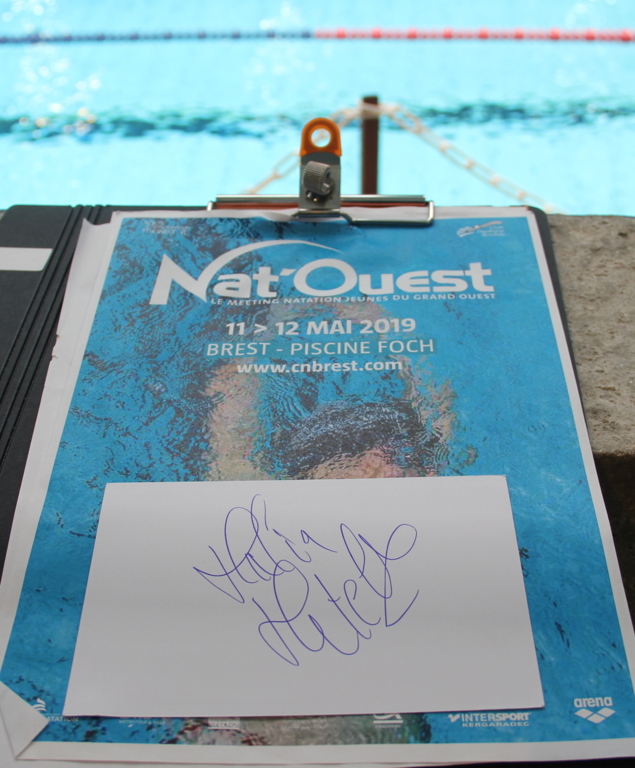 Nat'Ouest
LE MEETING NATATION JEUNES DU GRAND OUEST
11 > 12 MAI 2019
BREST - PISCINE FOCH
www.cnbrest.com
INTERSPORT
KERGARADEC
arena